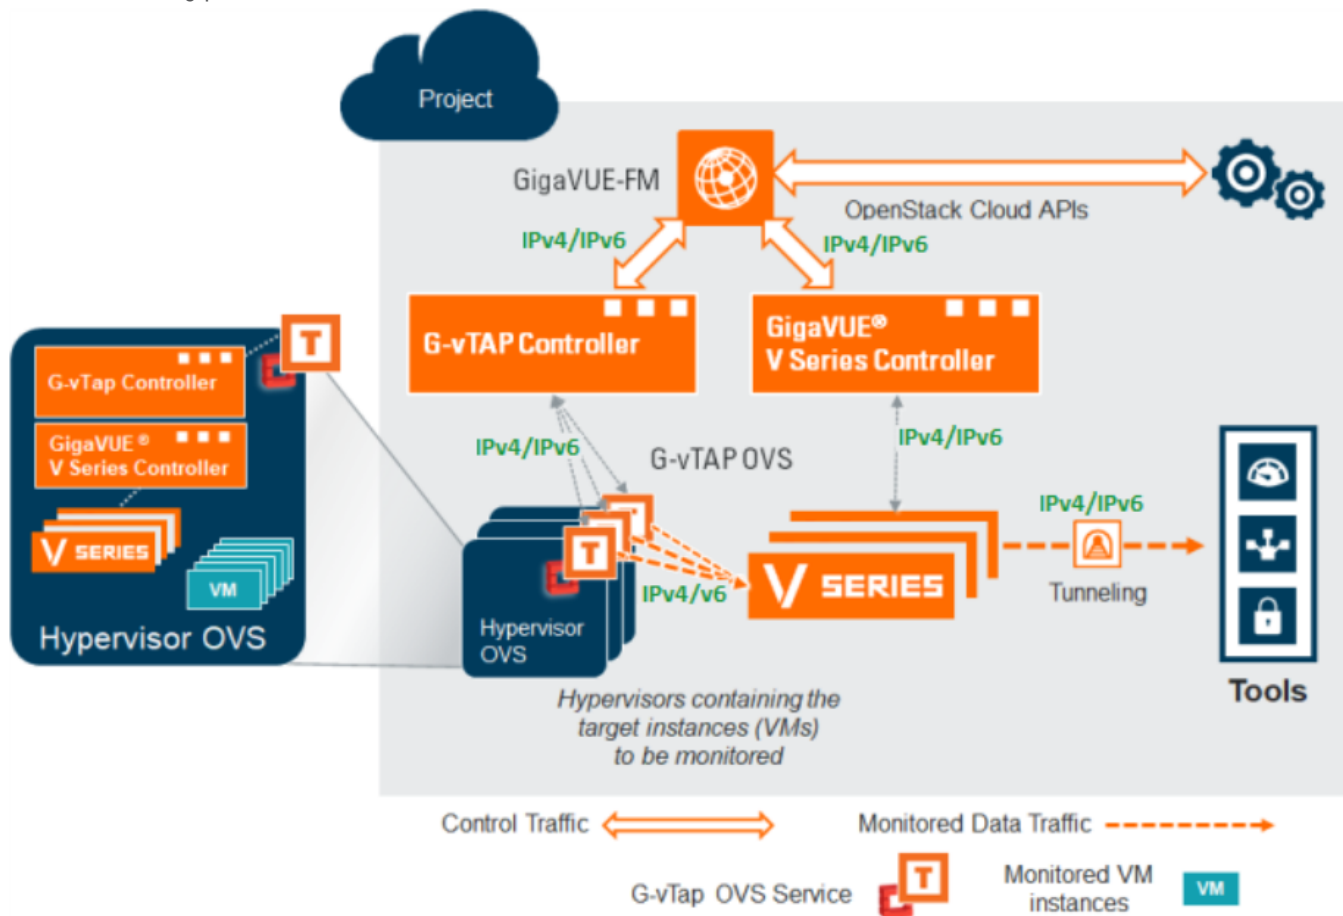 Project
GigaVUE-FM
OpenStack Cloud APIs
IPv4/IPv6
IPv4/IPv6
G-vTAP Controller
GigaVUE®
V Series Controller
T
G-vTap Controller
GigaVUE ®
V Series Controller
V SERIES
VM
Hypervisor OVS
IPv4/IPv6
G-vTAP OVS
IPv4/IPv6
T
IPv4/v6
Hypervisor
OVS
V SERIES
IPv4/IPv6
Tunneling
Tools
Hypervisors containing the
target instances (VMs)
to be monitored
Control Traffic
Monitored Data Traffic
G-vTap OVS Service
T
Monitored VM
instances
VM